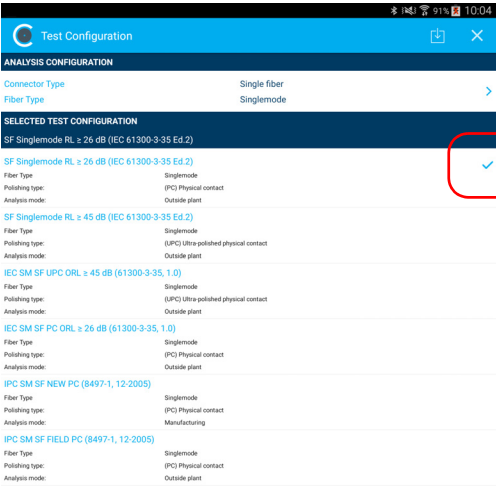 91% 10:04
Test Configuration
ANALYSIS CONFIGURATION
Connector Type Single fiber
Fiber Type Singlemode
SELECTED TEST CONFIGURATION
SF Singlemode RL ≥ 26 dB (IEC 61300-3-35 Ed.2)
SF Singlemode RL ≥ 26 dB (IEC 61300-3-35 Ed.2)
Fiber Type Singlemode
Polishing type: (PC) Physical contact
Analysis mode: Outside plant
SF Singlemode RL ≥ 45 dB (IEC 61300-3-35 Ed.2)
Fiber Type Singlemode
Polishing type: (UPC) Ultra-polished physical contact
Analysis mode: Outside plant
IEC SM SF UPC ORL ≥ 45 dB (61300-3-35, 1.0)
Fiber Type Singlemode
Polishing type: (UPC) Ultra-polished physical contact
Analysis mode: Outside plant
IEC SM SF PC ORL ≥ 26 dB (61300-3-35, 1.0)
Fiber Type Singlemode
Polishing type: (PC) Physical contact
Analysis mode: Outside plant
IPC SM SF NEW PC (8497-1, 12-2005)
Fiber Type Singlemode
Polishing type: (PC) Physical contact
Analysis mode: Manufacturing
IPC SM SF FIELD PC (8497-1, 12-2005)
Fiber Type Singlemode
Polishing type: (PC) Physical contact
Analysis mode: Outside plant